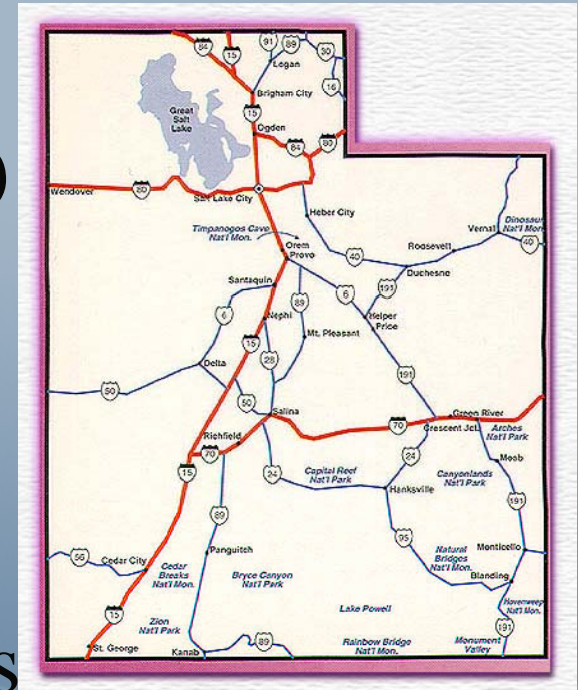 84
15
91
89
30
Logan
16
Brigham City
Great
Salt
Lake
15
Ogden
84
80
Wendover
80
Salt Lake City
Heber City
Dinosaur
Nat'l Mon.
Vernal
Timpanogos Cave
Nat'l Mon.
Orem
Provo
Roosevelt
40
40
Duchesne
Santaquin
191
6
89
6
Nephi
Helper
Price
15
Mt. Pleasant
28
Delta
191
50
50
Salina
Green River
70
Crescent Jct.
Arches
Nat'l Park
Richfield
70
15
24
24
Capital Reef
Nat'l Park
Canyonlands
Nat'l Park
Moab
Hanksville
191
89
95
Natural
Bridges
Nat'l Mon.
Monticello
56
Cedar City
Panguitch
Cedar
Breaks
Nat'l Mon.
Bryce Canyon
Nat'l Park
Blanding
Hovenweep
Nat'l Mon.
15
Zion
Nat'l Park
Lake Powell
191
St. George
Kanab
89
Rainbow Bridge
Nat'l Mon.
Monument
Valley